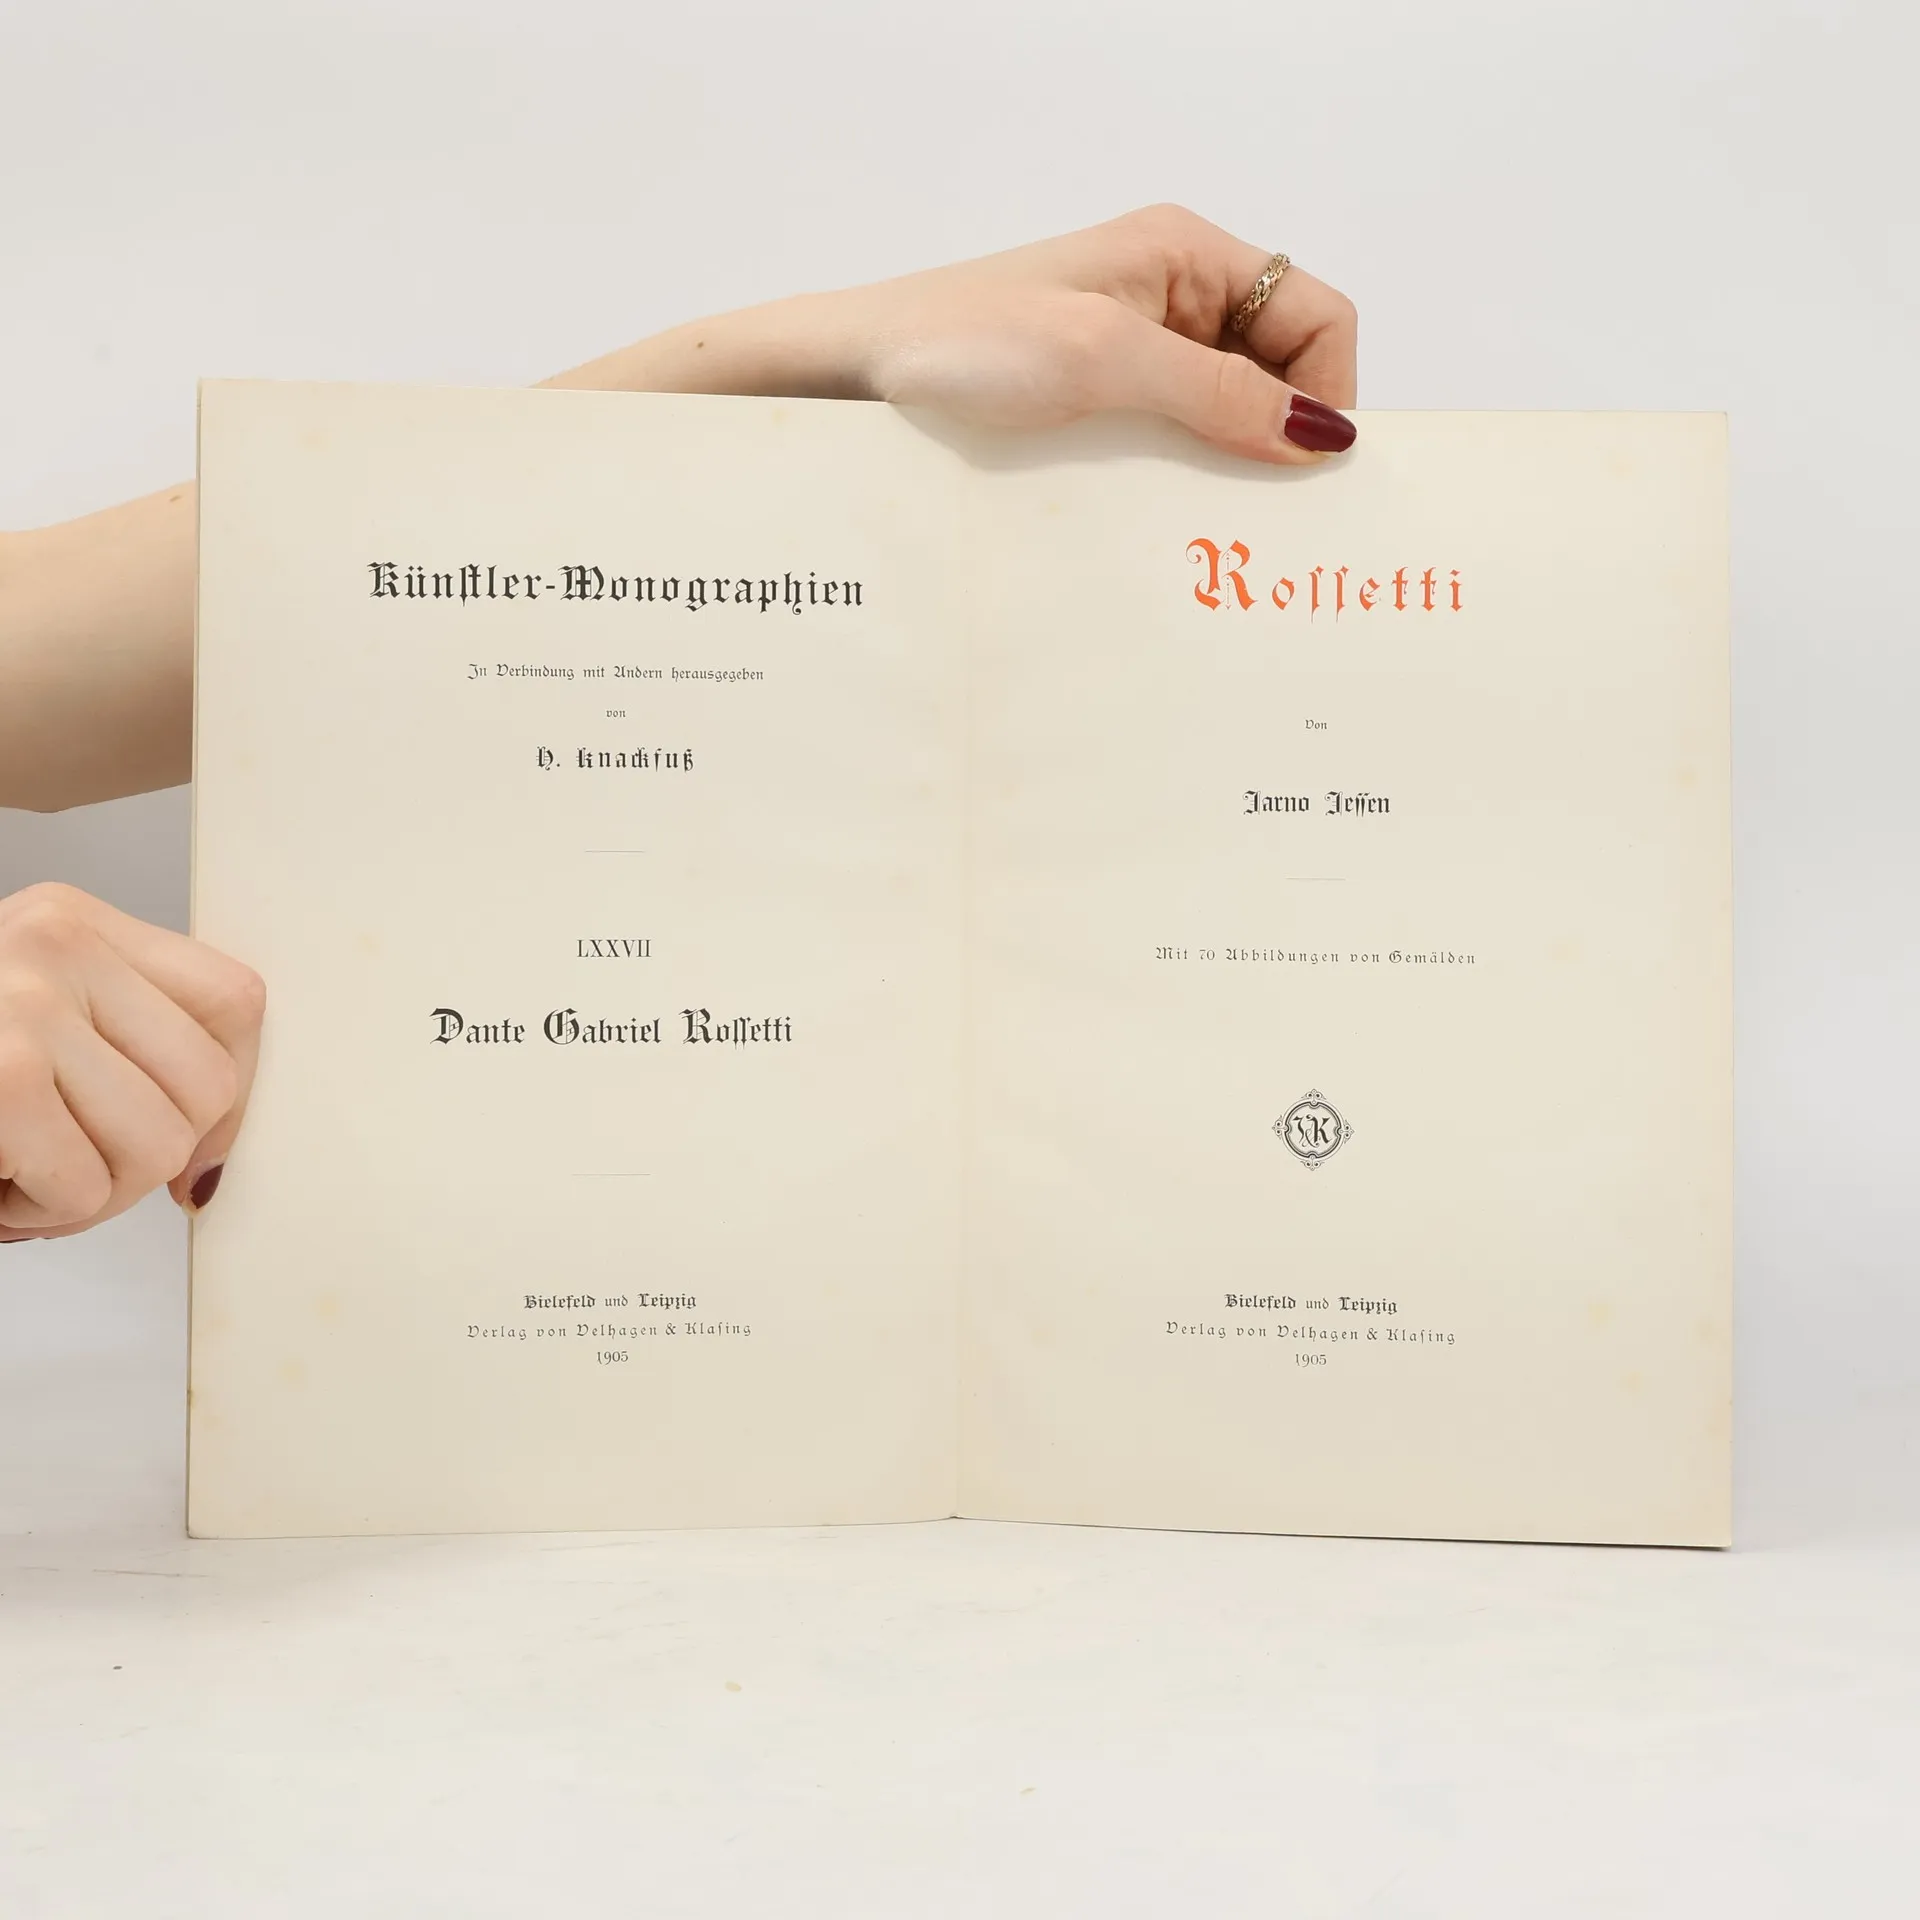 Künſtler-Monographien
In Verbindung mit Andern herausgegeben
von
H. Knackfuß
LXXVII
Dante Gabriel Roſſetti
Bielefeld und Leipzig
Verlag von Velhagen & Klaſing
1905
Roſſetti
Von
Jarno Jeſſen
Mit 70 Abbildungen von Gemälden
V&K
Bielefeld und Leipzig
Verlag von Velhagen & Klaſing
1905